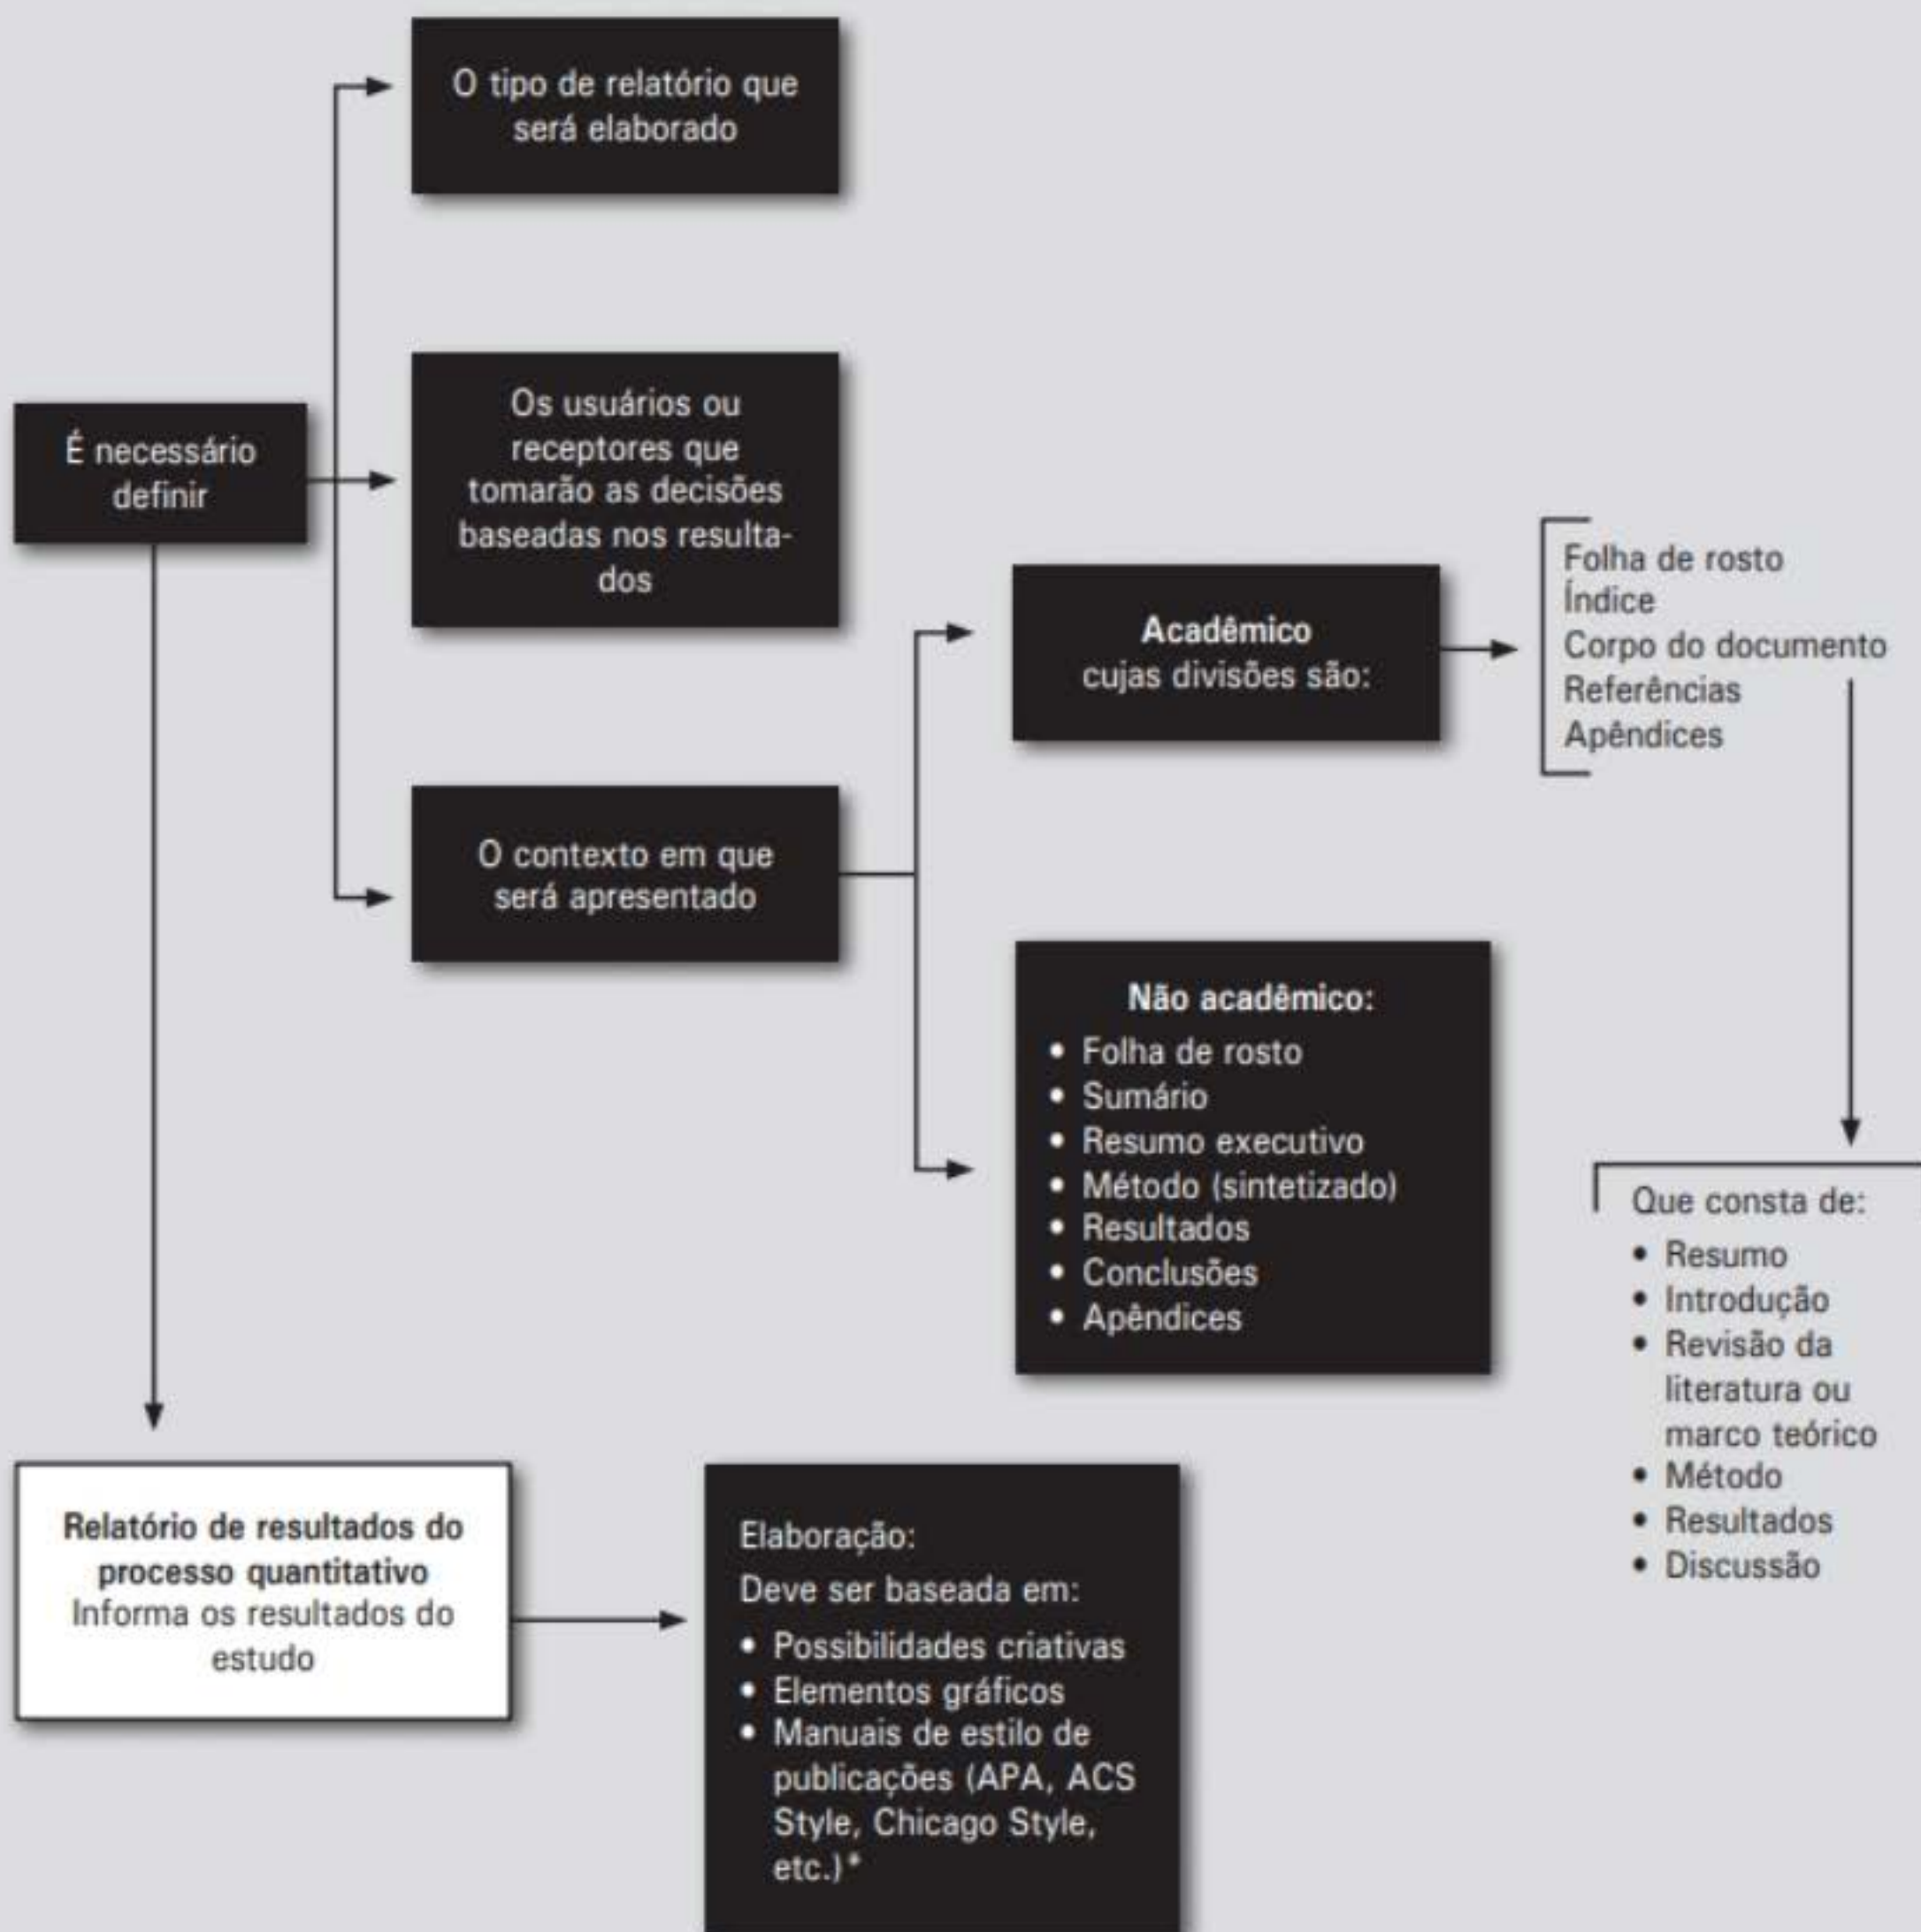 O tipo de relatório que
será elaborado
Os usuários ou
receptores que
tomarão as decisões
baseadas nos resulta-
dos
É necessário
definir
O contexto em que
será apresentado
Acadêmico
cujas divisões são:
Folha de rosto
Índice
Corpo do documento
Referências
Apêndices
Não acadêmico:
• Folha de rosto
• Sumário
• Resumo executivo
• Método (sintetizado)
• Resultados
• Conclusões
• Apêndices
Que consta de:
• Resumo
• Introdução
• Revisão da
literatura ou
marco teórico
• Método
• Resultados
• Discussão
Relatório de resultados do
processo quantitativo
Informa os resultados do
estudo
Elaboração:
Deve ser baseada em:
• Possibilidades criativas
• Elementos gráficos
• Manuais de estilo de
publicações (APA, ACS
Style, Chicago Style,
etc.)*